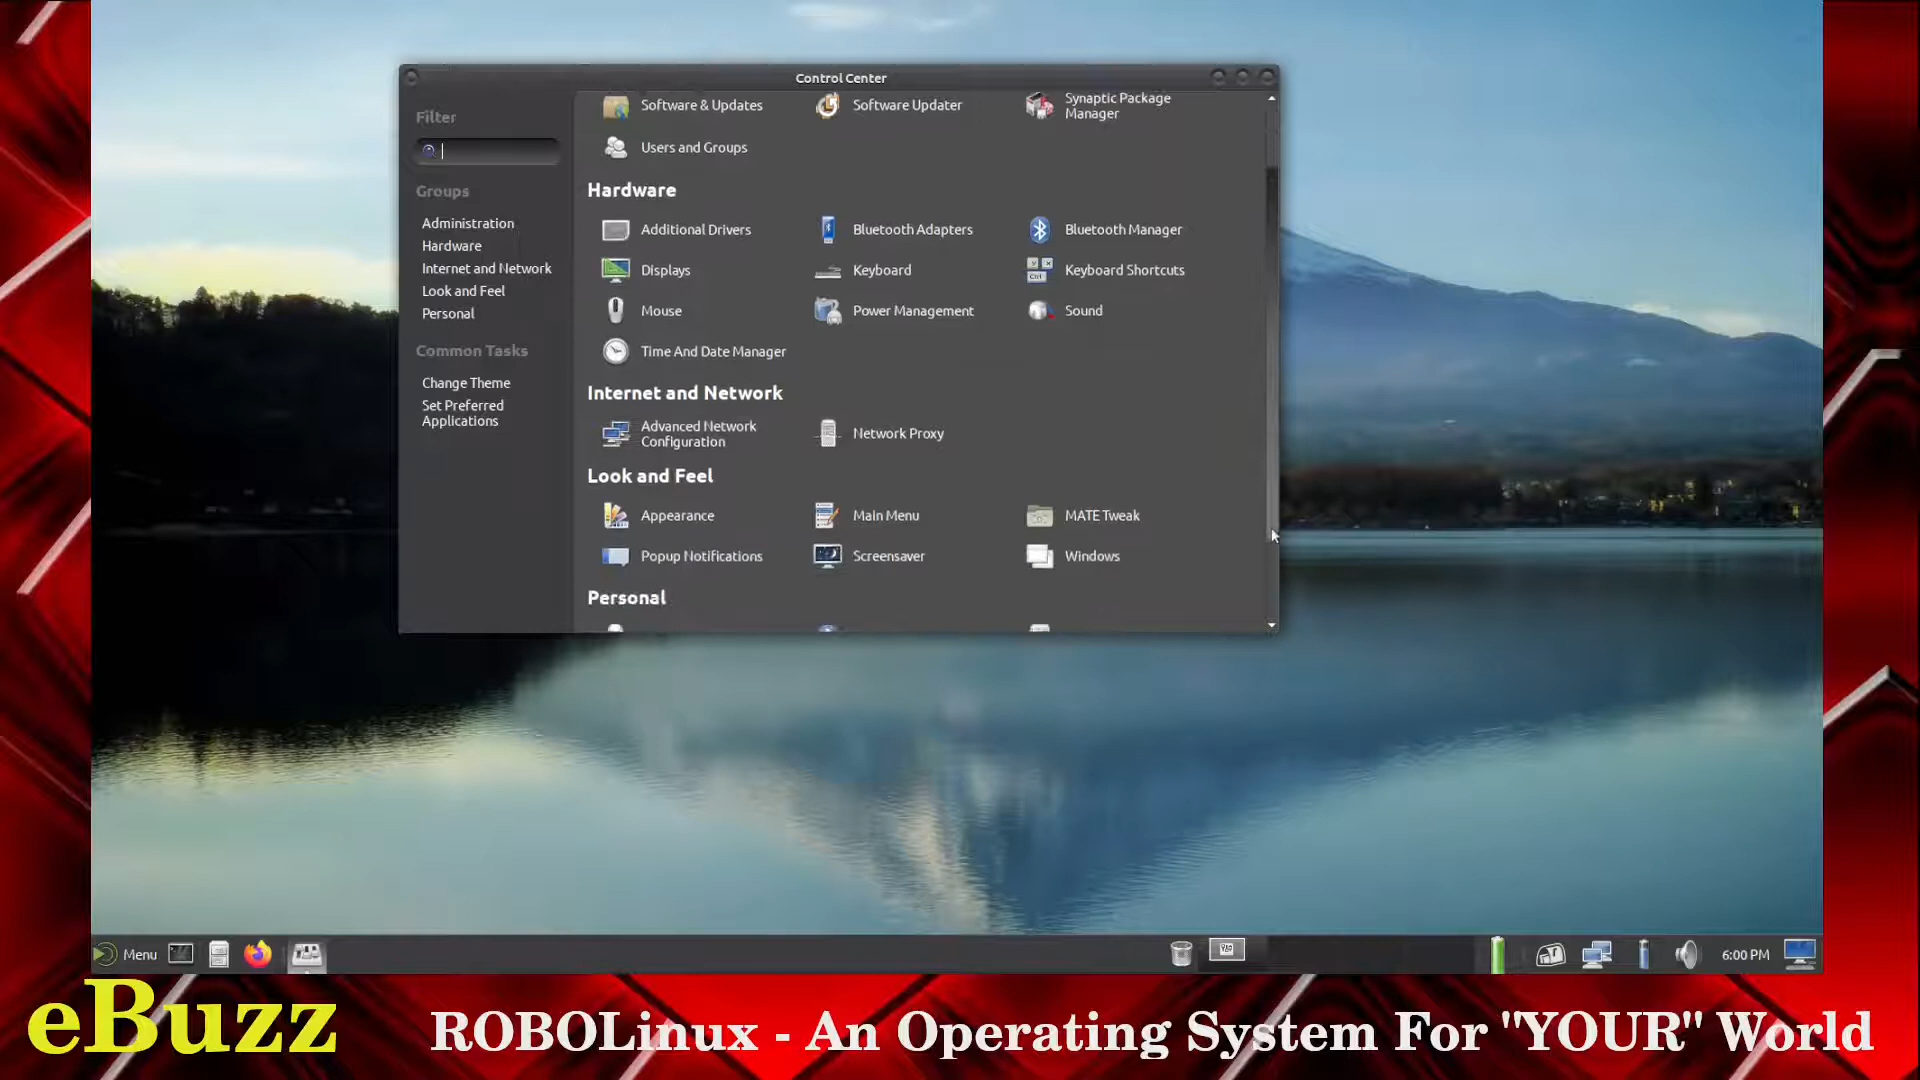 Control Center
Filter
Groups
Administration
Hardware
Internet and Network
Look and Feel
Personal
Common Tasks
Change Theme
Set Preferred
Applications
Software & Updates
Software Updater
Synaptic Package
Manager
Users and Groups
Hardware
Additional Drivers
Bluetooth Adapters
Bluetooth Manager
Displays
Keyboard
Keyboard Shortcuts
Mouse
Power Management
Sound
Time And Date Manager
Internet and Network
Advanced Network
Configuration
Network Proxy
Look and Feel
Appearance
Main Menu
MATE Tweak
Popup Notifications
Screensaver
Windows
Personal
Menu
6:00 PM
eBuzz
ROBOLinux - An Operating System For "YOUR" World